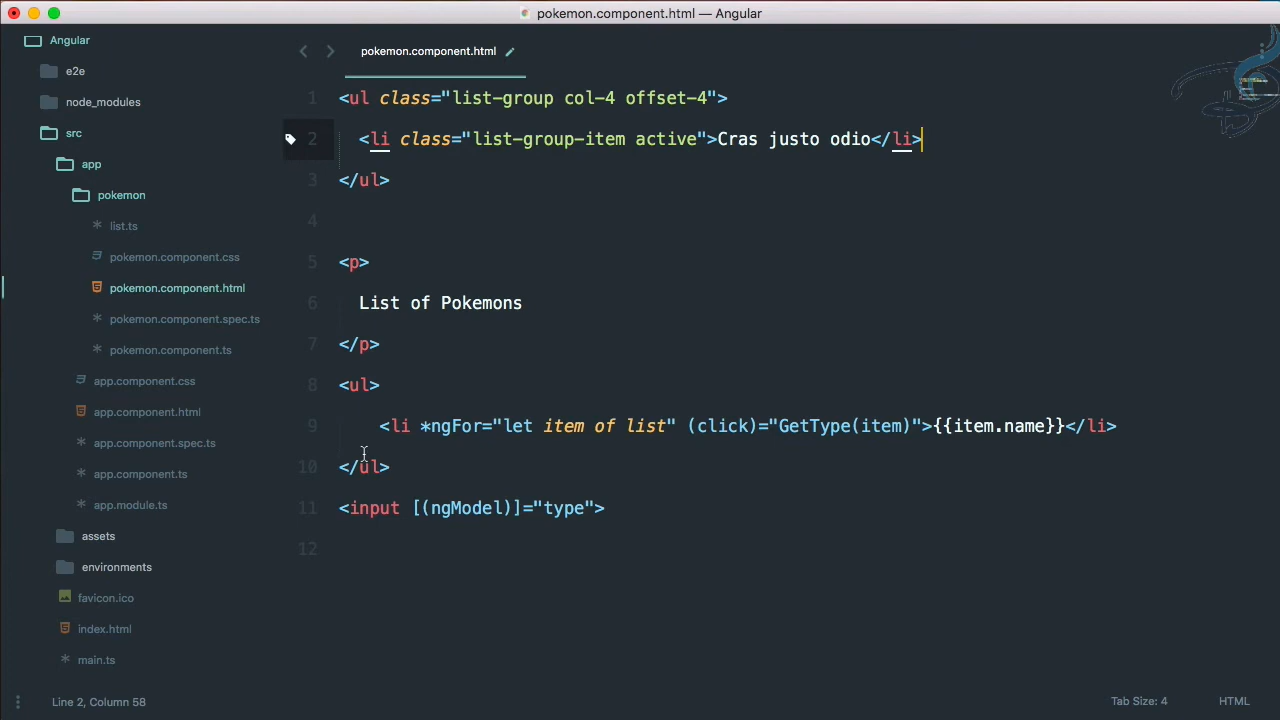 pokemon.component.html — Angular
Angular
e2e
node_modules
src
app
pokemon
list.ts
pokemon.component.css
pokemon.component.html
pokemon.component.spec.ts
pokemon.component.ts
app.component.css
app.component.html
app.component.spec.ts
app.component.ts
app.module.ts
assets
environments
favicon.ico
index.html
main.ts
pokemon.component.html
1 <ul class="list-group col-4 offset-4">
2 <li class="list-group-item active">Cras justo odio</li>
3 </ul>
4
5 <p>
6 List of Pokemons
7 </p>
8 <ul>
9 <li *ngFor="let item of list" (click)="GetType(item)">{{item.name}}</li>
10 </ul>
11 <input [(ngModel)]="type">
12
Line 2, Column 58
Tab Size: 4
HTML